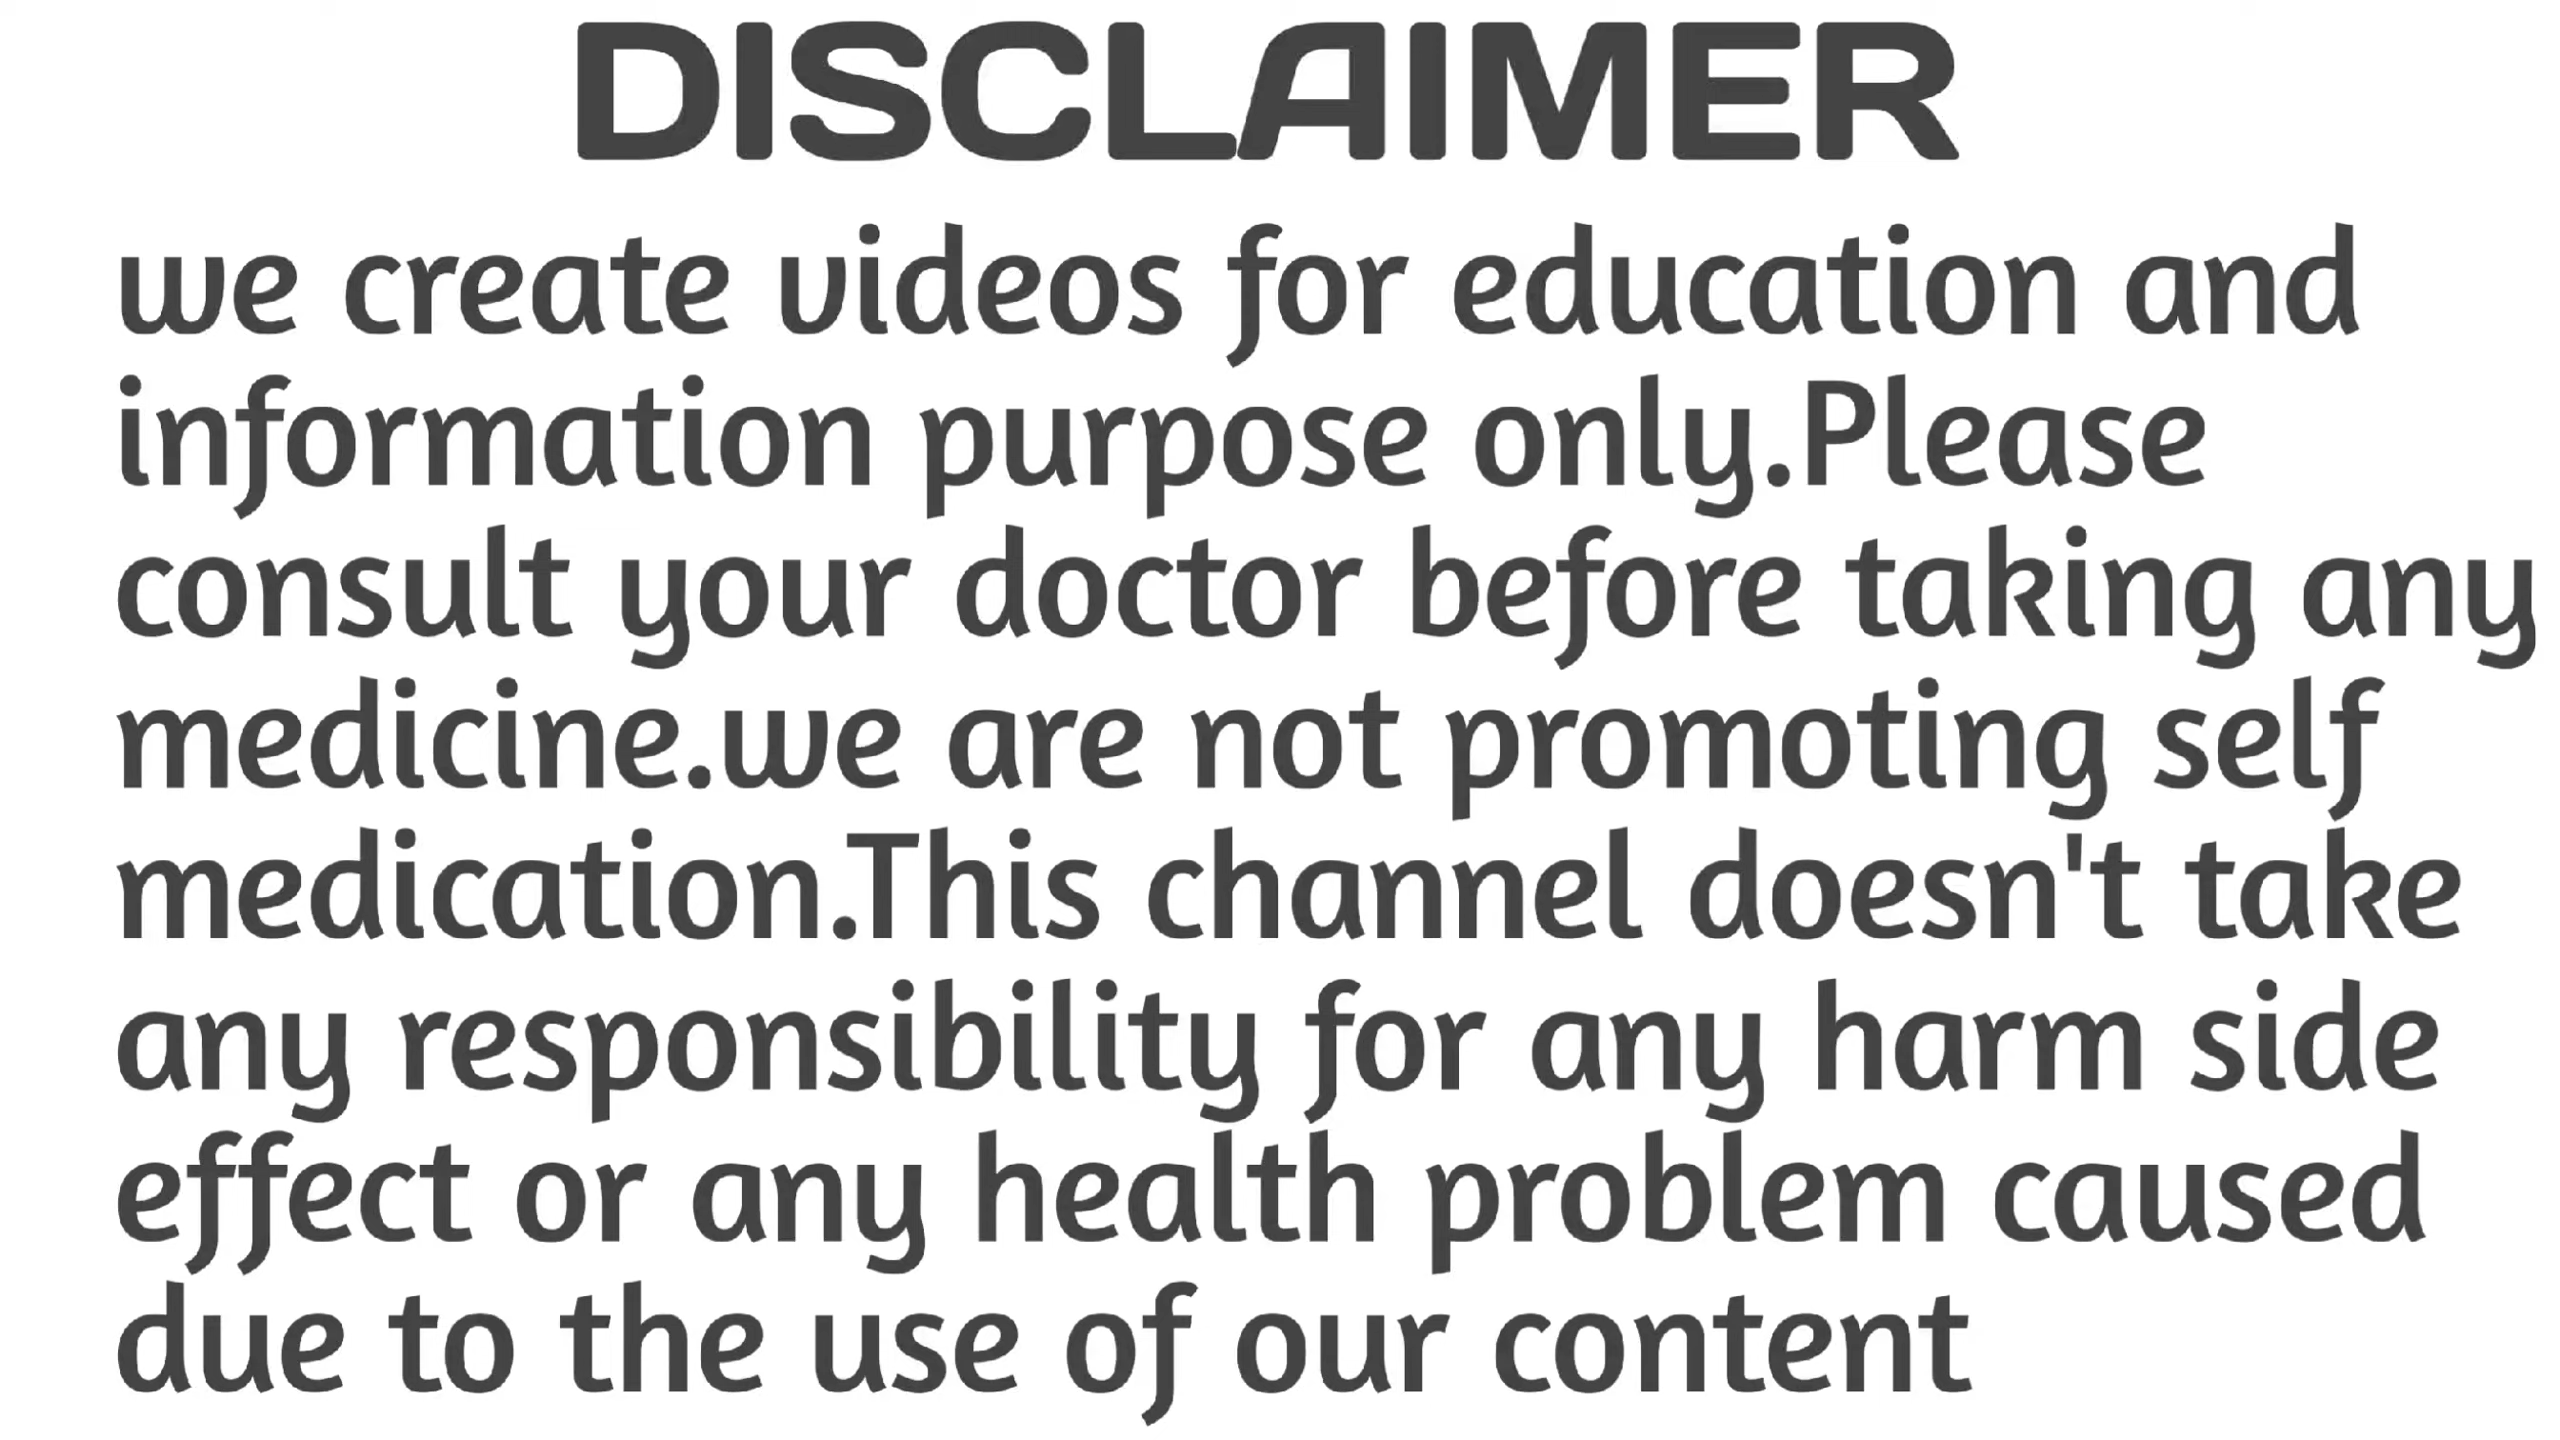 DISCLAIMER
we create videos for education and
information purpose only.Please
consult your doctor before taking any
medicine.we are not promoting self
medication.This channel doesn't take
any responsibility for any harm side
effect or any health problem caused
due to the use of our content